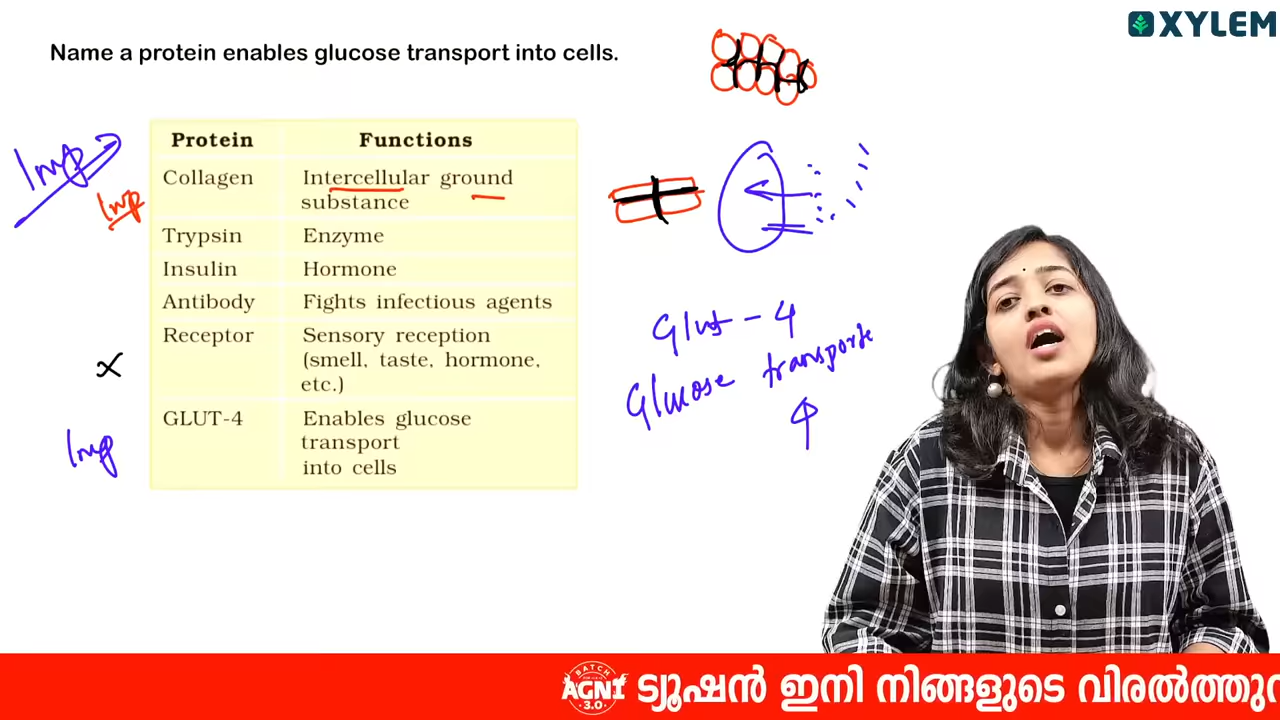 OXYLEM
Name a protein enables glucose transport into cells.
Protein Functions
Collagen Intercellular ground
substance
Trypsin Enzyme
Insulin Hormone
Antibody Fights infectious agents
Receptor Sensory reception
(smell, taste, hormone,
etc.)
GLUT-4 Enables glucose
transport
into cells
Imp
Imp
Imp
Glut - 4
Glucose transporte
BATCH
AGNI
3.0
ട്യൂഷൻ ഇനി നിങ്ങളുടെ വിരൽത്തു